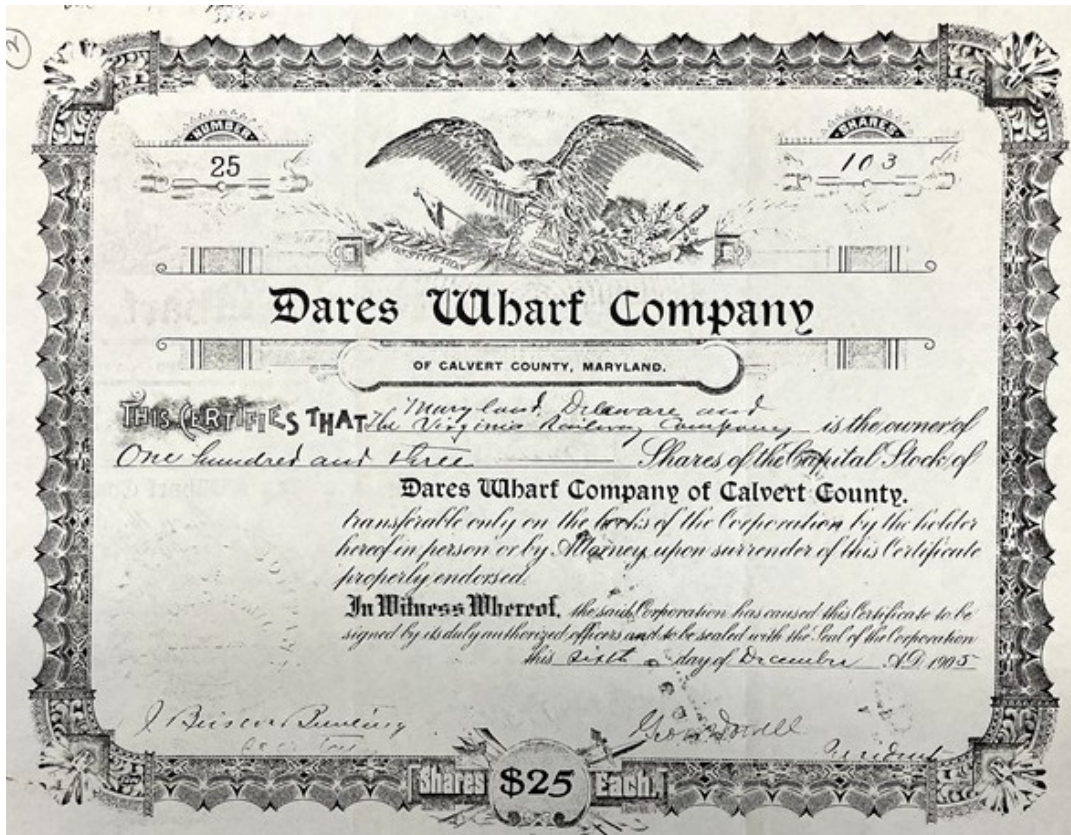 2
NUMBER
25
SHARES
103
Dares Wharf Company
OF CALVERT COUNTY, MARYLAND.
THIS CERTIFIES THAT The Maryland, Delaware and
Virginia Railway Company is the owner of
One hundred and three Shares of the Capital Stock of
Dares Wharf Company of Calvert County.
transferable only on the books of the Corporation by the holder
hereof in person or by Attorney upon surrender of this Certificate
properly endorsed.
In Witness Whereof, the said Corporation has caused this Certificate to be
signed by its duly authorized officers and to be sealed with the Seal of the Corporation
this sixth day of December A.D. 1905
J Briscoe Bunting
Geo W Dowell
President
Shares $25 Each.